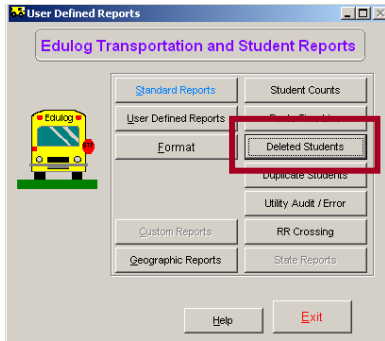 User Defined Reports
Edulog Transportation and Student Reports
Standard Reports
Student Counts
User Defined Reports
Edulog
Format
Deleted Students
Duplicate Students
Utility Audit / Error
Custom Reports
RR Crossing
Geographic Reports
State Reports
Help
Exit